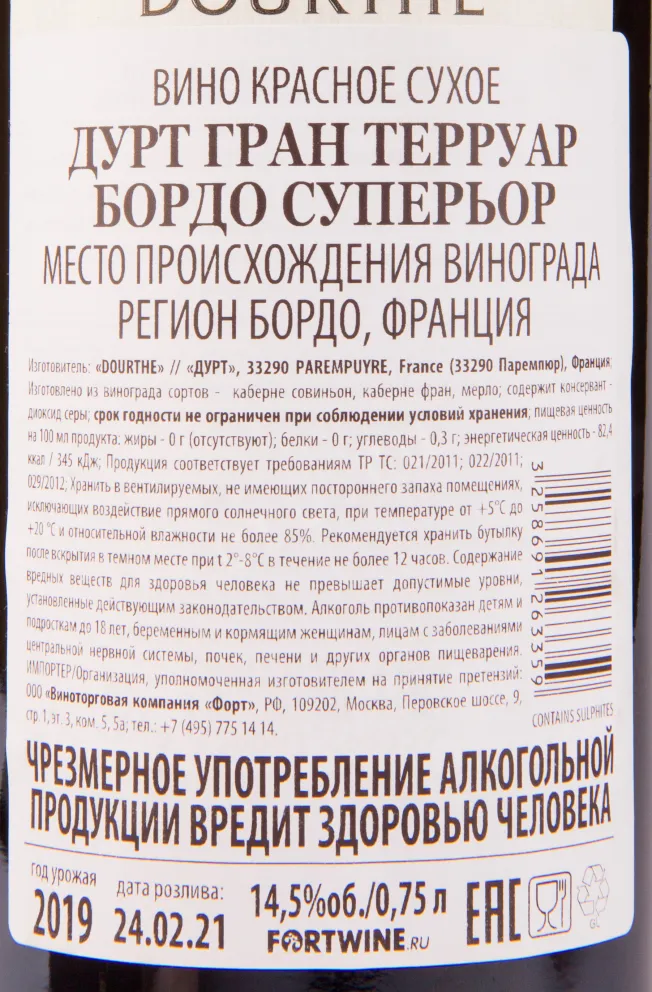 DOURTHE
ВИНО КРАСНОЕ СУХОЕ
ДУРТ ГРАН ТЕРРУАР
БОРДО СУПЕРЬОР
МЕСТО ПРОИСХОЖДЕНИЯ ВИНОГРАДА
РЕГИОН БОРДО, ФРАНЦИЯ
Изготовитель: «DOURTHE» // «ДУРТ», 33290 PAREMPUYRE, France (33290 Паремпюр), Франция;
Изготовлено из винограда сортов - каберне совиньон, каберне фран, мерло; содержит консервант -
диоксид серы; срок годности не ограничен при соблюдении условий хранения; пищевая ценность
на 100 мл продукта: жиры - 0 г (отсутствуют); белки - 0 г; углеводы - 0,3 г; энергетическая ценность - 82,4
ккал / 345 кДж; Продукция соответствует требованиям ТР ТС: 021/2011; 022/2011;
029/2012; Хранить в вентилируемых, не имеющих постороннего запаха помещениях,
исключающих воздействие прямого солнечного света, при температуре от +5°С до
+20 °С и относительной влажности не более 85%. Рекомендуется хранить бутылку
после вскрытия в темном месте при t 2°-8°С в течение не более 12 часов. Содержание
вредных веществ для здоровья человека не превышает допустимые уровни,
установленные действующим законодательством. Алкоголь противопоказан детям и
подросткам до 18 лет, беременным и кормящим женщинам, лицам с заболеваниями
центральной нервной системы, почек, печени и других органов пищеварения.
ИМПОРТЕР/Организация, уполномоченная изготовителем на принятие претензий:
ООО «Виноторговая компания «Форт», РФ, 109202, Москва, Перовское шоссе, 9,
стр. 1, эт. 3, ком. 5, 5а; тел.: +7 (495) 775 14 14.
3 258691 263359
CONTAINS SULPHITES
ЧРЕЗМЕРНОЕ УПОТРЕБЛЕНИЕ АЛКОГОЛЬНОЙ
ПРОДУКЦИИ ВРЕДИТ ЗДОРОВЬЮ ЧЕЛОВЕКА
год урожая
2019
дата розлива:
24.02.21
14,5%об./0,75 л
FORTWINE.RU
EAC